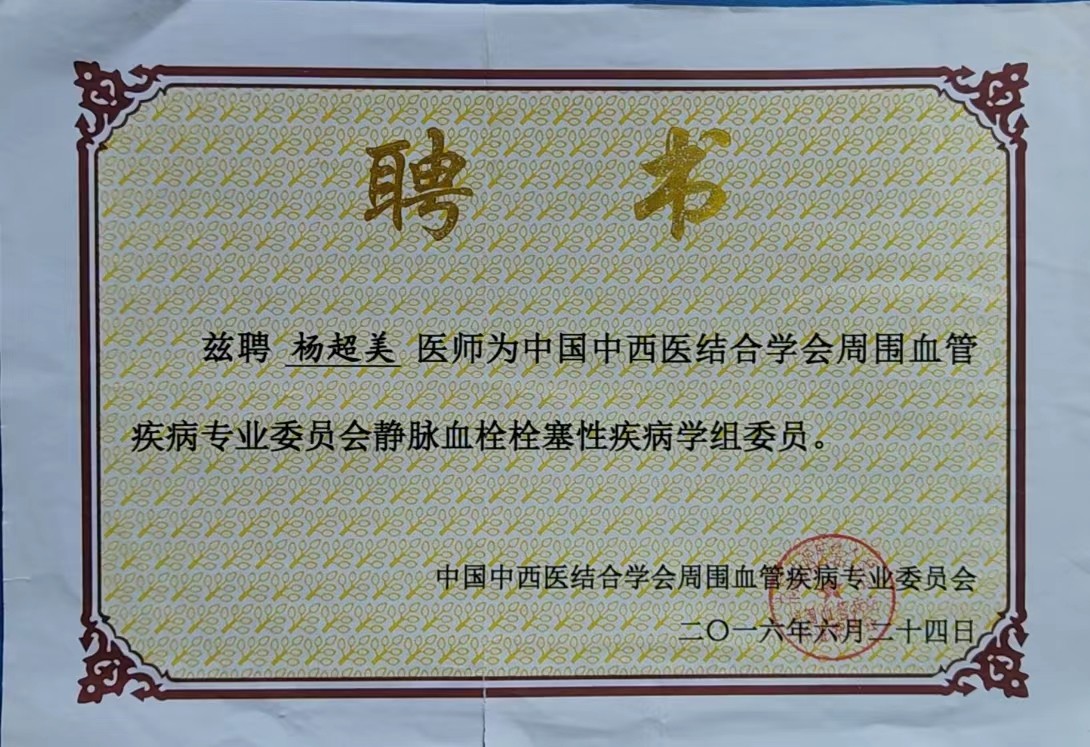 聘 书
兹聘 杨超美 医师为中国中西医结合学会周围血管
疾病专业委员会静脉血栓栓塞性疾病学组委员。
中国中西医结合学会周围血管疾病专业委员会
二〇一六年六月二十四日